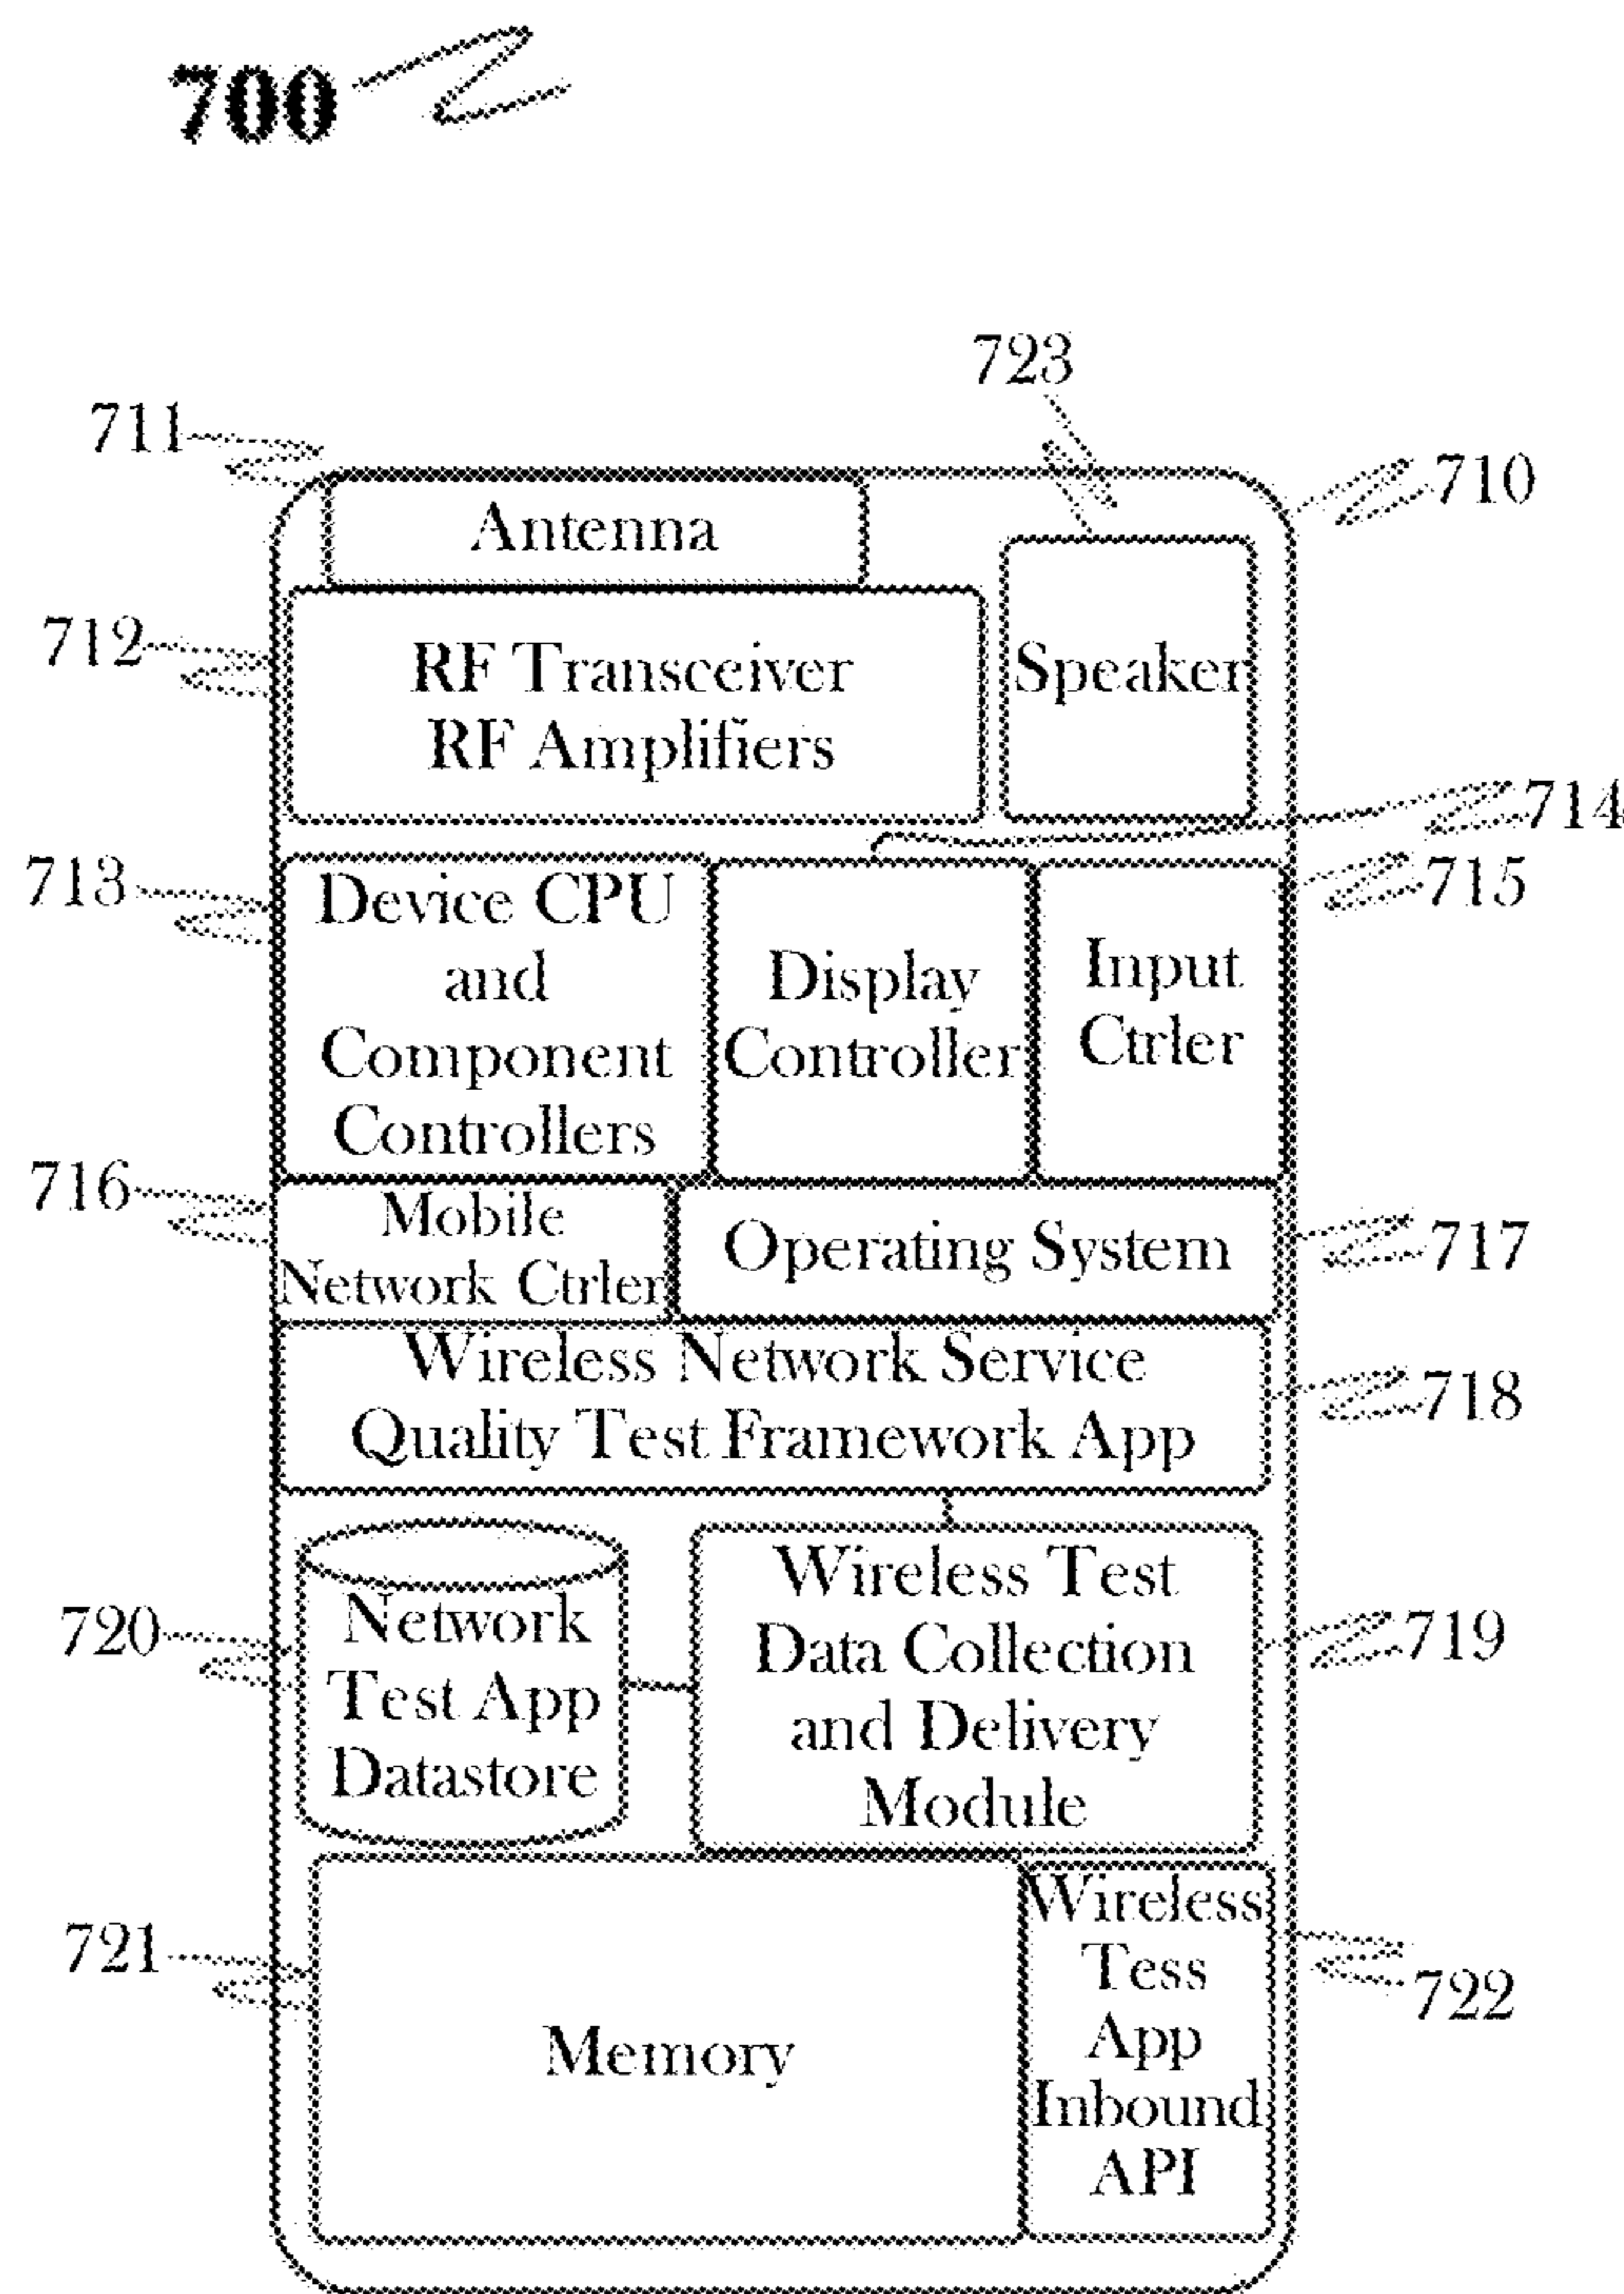 700
723
711
710
Antenna
712
RF Transceiver
RF Amplifiers
Speaker
714
713
715
Device CPU
and
Component
Controllers
Display
Controller
Input
Ctrler
716
Mobile
Network Ctrler
Operating System
717
Wireless Network Service
Quality Test Framework App
718
720
Network
Test App
Datastore
Wireless Test
Data Collection
and Delivery
Module
719
721
Memory
Wireless
Tess
App
Inbound
API
722